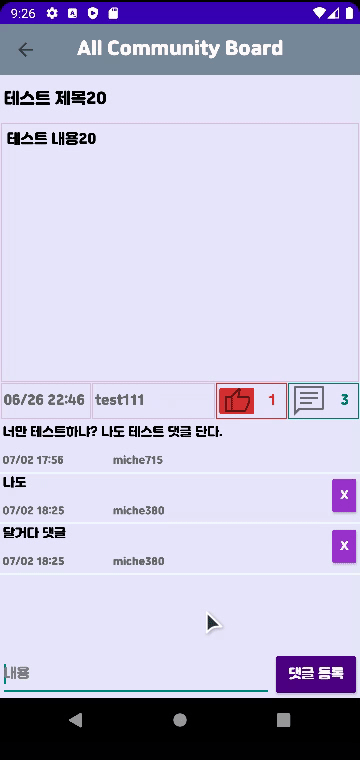 9:26
All Community Board
테스트 제목20
테스트 내용20
06/26 22:46 test111 1 3
너만 테스트하냐? 나도 테스트 댓글 단다.
07/02 17:56 miche715
나도
07/02 18:25 miche380
X
달거다 댓글
07/02 18:25 miche380
X
내용
댓글 등록